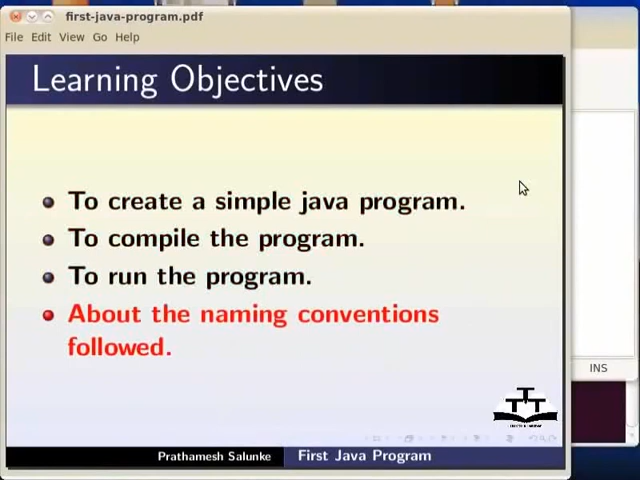 first-java-program.pdf
File Edit View Go Help
Learning Objectives
To create a simple java program.
To compile the program.
To run the program.
About the naming conventions
followed.
INS
TTT
Prathamesh Salunke First Java Program